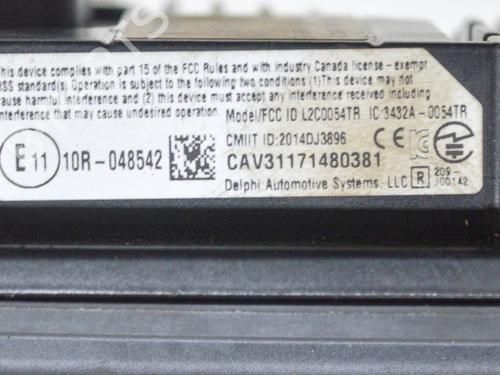 This device complies with part 15 of the FCC Rules and with industry Canada license - exempt
RSS standard(s). Operation is subject to the following two conditions (1)This device may not
cause harmful interference and (2) this device must accept any interference received including
interference that may cause undesired operation.
Model/FCC ID L2C0054TR IC:3432A-0054TR
CMIIT ID:2014DJ3896
E 11 10R-048542
CAV31171480381
Delphi Automotive Systems, LLC R 209-J00142